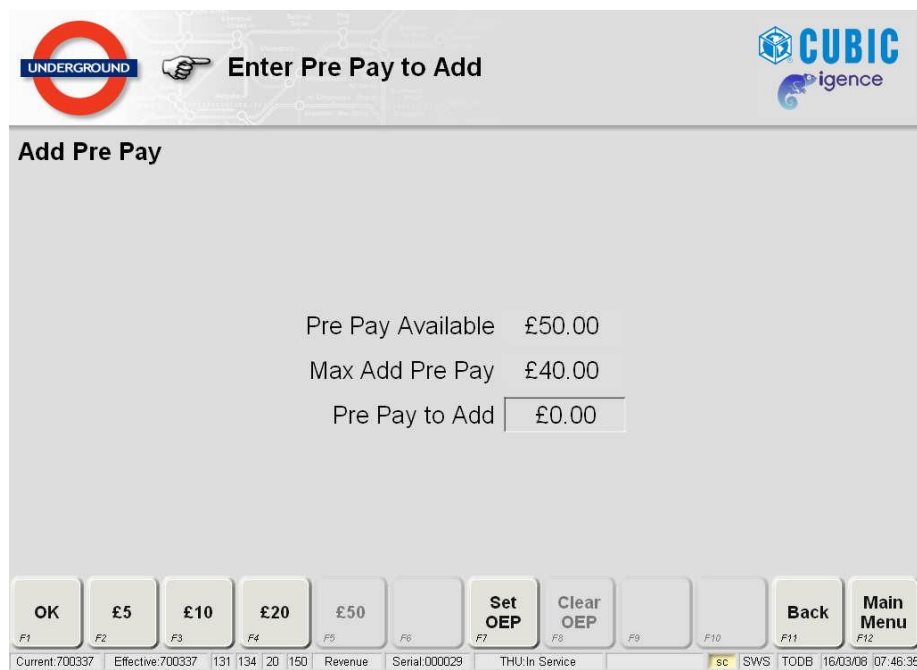 UNDERGROUND
Enter Pre Pay to Add
CUBIC
igence
Add Pre Pay
Pre Pay Available £50.00
Max Add Pre Pay £40.00
Pre Pay to Add £0.00
OK F1 £5 F2 £10 F3 £20 F4 £50 F5 F6 Set OEP F7 Clear OEP F8 F9 F10 Back F11 Main Menu F12
Current:700337 Effective:700337 131 134 20 150 Revenue Serial:000029 THU:In Service sc SWS TODB 16/03/08 07:46:35